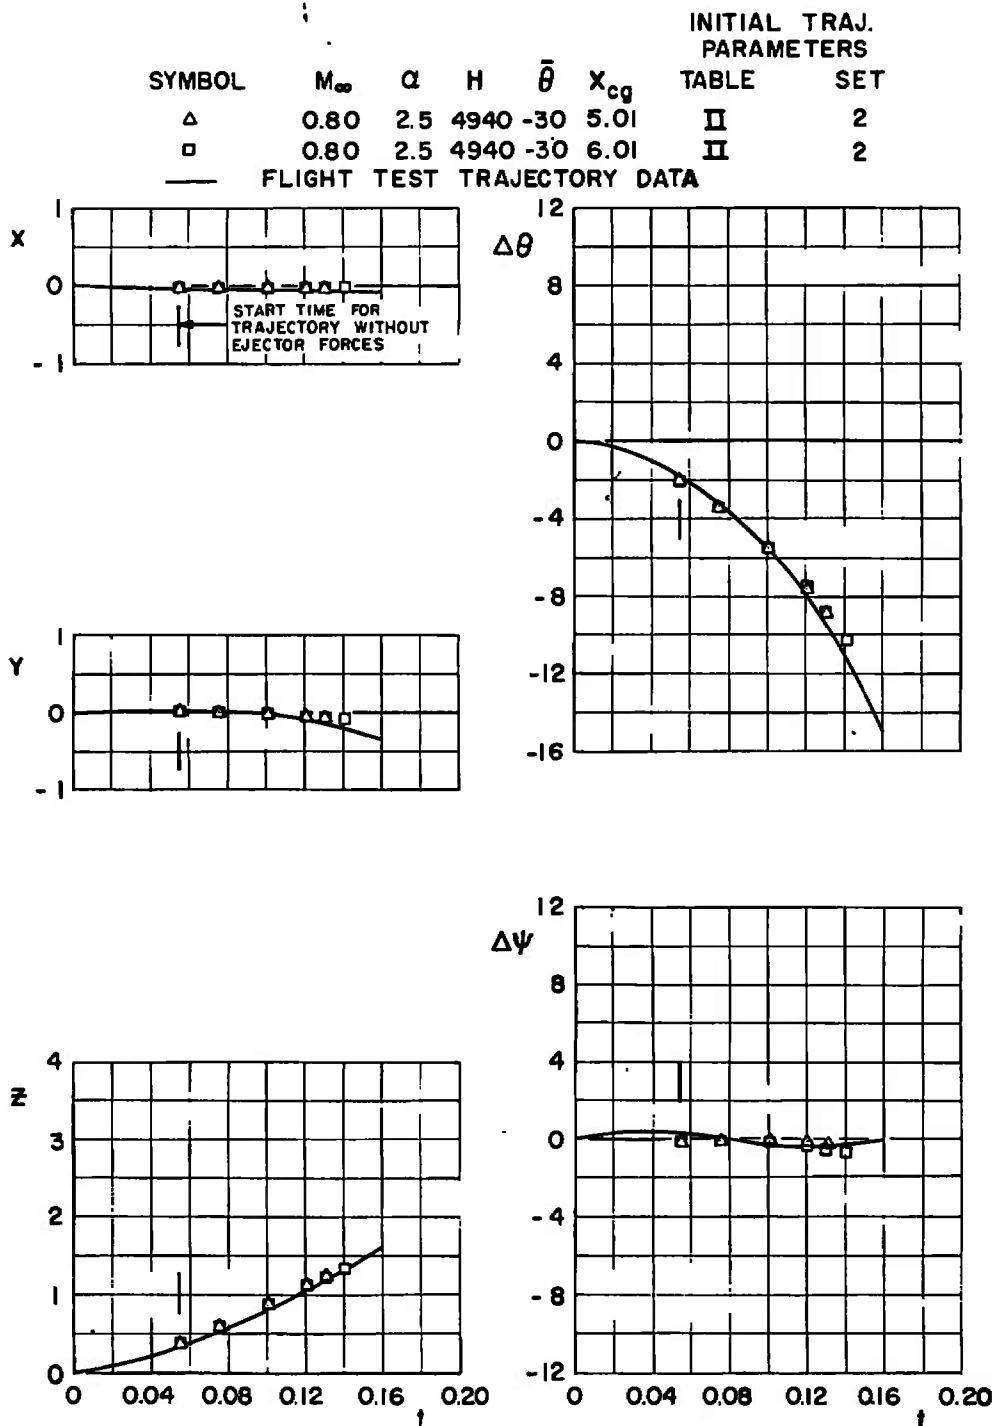 INITIAL TRAJ.
PARAMETERS
SYMBOL M∞ α H θ̄ Xcg TABLE SET
△ 0.80 2.5 4940 -30 5.01 II 2
□ 0.80 2.5 4940 -30 6.01 II 2
— FLIGHT TEST TRAJECTORY DATA
X
1
0
-1
START TIME FOR
TRAJECTORY WITHOUT
EJECTOR FORCES
Δθ
12
8
4
0
-4
-8
-12
-16
Y
1
0
-1
Z
4
3
2
1
0
0 0.04 0.08 0.12 0.16 0.20
t
Δψ
12
8
4
0
-4
-8
-12
0 0.04 0.08 0.12 0.16 0.20
t